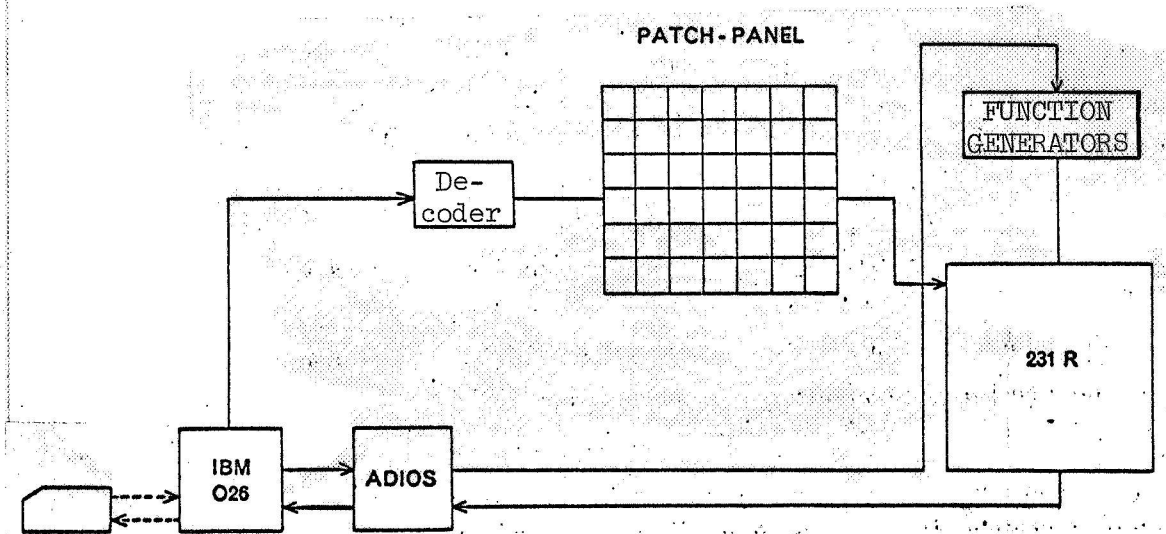 PATCH-PANEL
FUNCTION
GENERATORS
De-
coder
231 R
IBM
O26
ADIOS